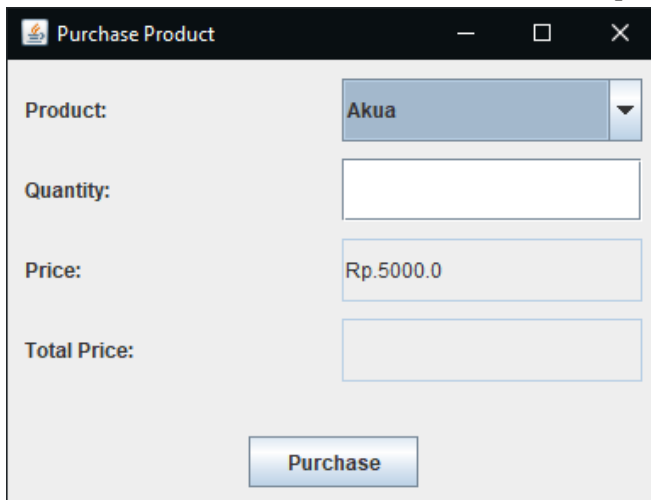 Purchase Product
Product: Akua
Quantity:
Price: Rp.5000.0
Total Price:
Purchase